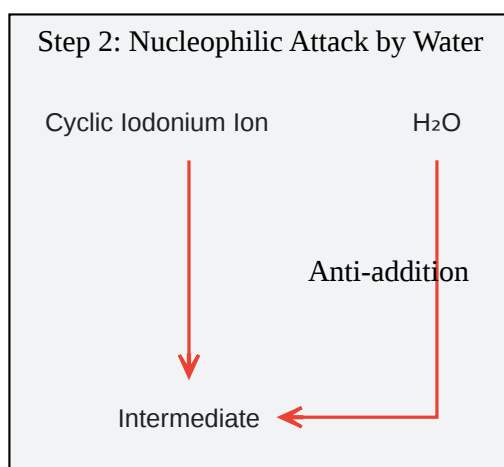 Step 2: Nucleophilic Attack by Water
Cyclic Iodonium Ion
H₂O
Anti-addition
Intermediate